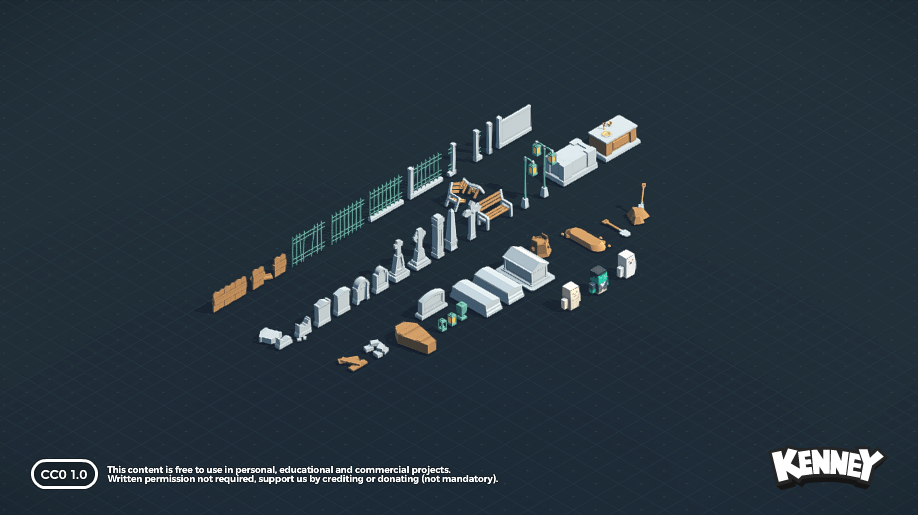 CC0 1.0
This content is free to use in personal, educational and commercial projects.
Written permission not required, support us by crediting or donating (not mandatory).
KENNEY